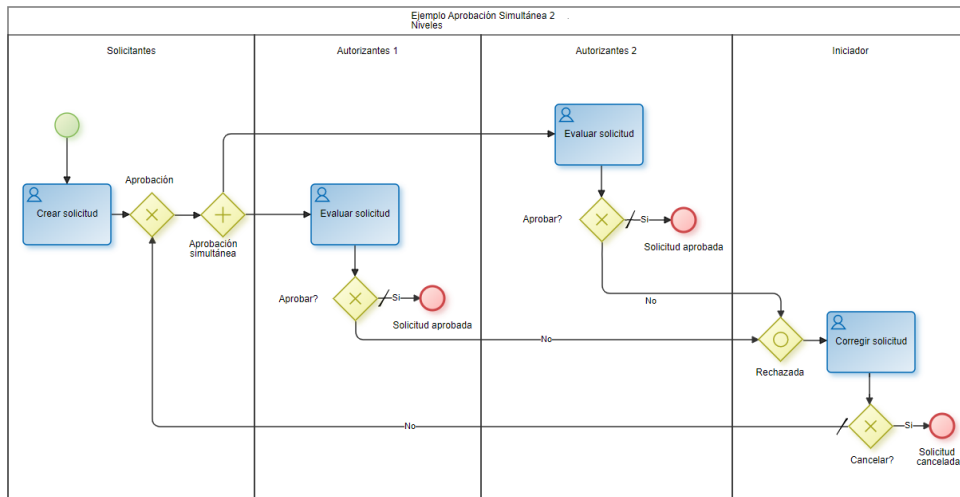 Ejemplo Aprobación Simultánea 2
Niveles
Solicitantes
Autorizantes 1
Autorizantes 2
Iniciador
Crear solicitud
Aprobación
Aprobación
simultánea
Evaluar solicitud
Aprobar?
Si
Solicitud aprobada
Evaluar solicitud
Aprobar?
Si
Solicitud aprobada
No
No
Rechazada
Corregir solicitud
Cancelar?
Si
Solicitud
cancelada
No